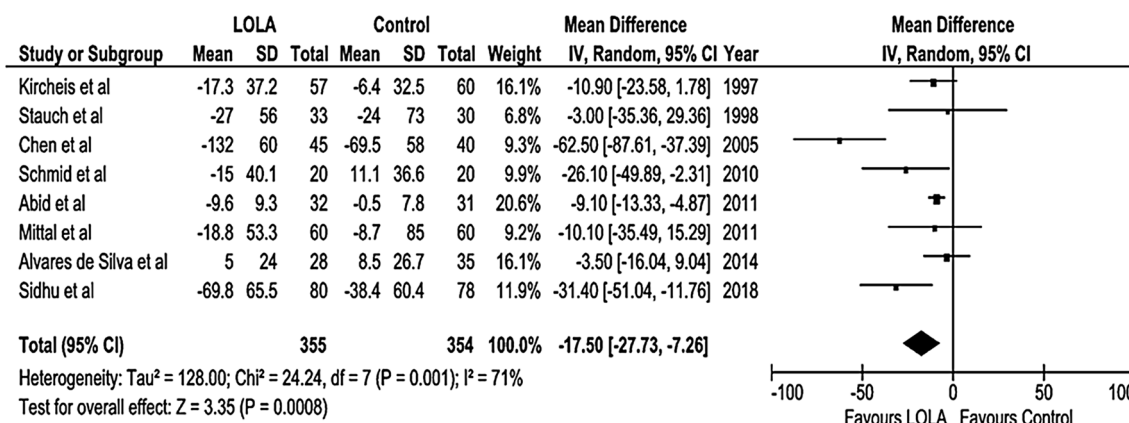 LOLA Control Mean Difference Mean Difference
Study or Subgroup Mean SD Total Mean SD Total Weight IV, Random, 95% CI Year IV, Random, 95% CI
Kircheis et al -17.3 37.2 57 -6.4 32.5 60 16.1% -10.90 [-23.58, 1.78] 1997
Stauch et al -27 56 33 -24 73 30 6.8% -3.00 [-35.36, 29.36] 1998
Chen et al -132 60 45 -69.5 58 40 9.3% -62.50 [-87.61, -37.39] 2005
Schmid et al -15 40.1 20 11.1 36.6 20 9.9% -26.10 [-49.89, -2.31] 2010
Abid et al -9.6 9.3 32 -0.5 7.8 31 20.6% -9.10 [-13.33, -4.87] 2011
Mittal et al -18.8 53.3 60 -8.7 85 60 9.2% -10.10 [-35.49, 15.29] 2011
Alvares de Silva et al 5 24 28 8.5 26.7 35 16.1% -3.50 [-16.04, 9.04] 2014
Sidhu et al -69.8 65.5 80 -38.4 60.4 78 11.9% -31.40 [-51.04, -11.76] 2018
Total (95% CI) 355 354 100.0% -17.50 [-27.73, -7.26]
Heterogeneity: Tau² = 128.00; Chi² = 24.24, df = 7 (P = 0.001); I² = 71%
Test for overall effect: Z = 3.35 (P = 0.0008)
-100 -50 0 50 100
Favours LOLA Favours Control